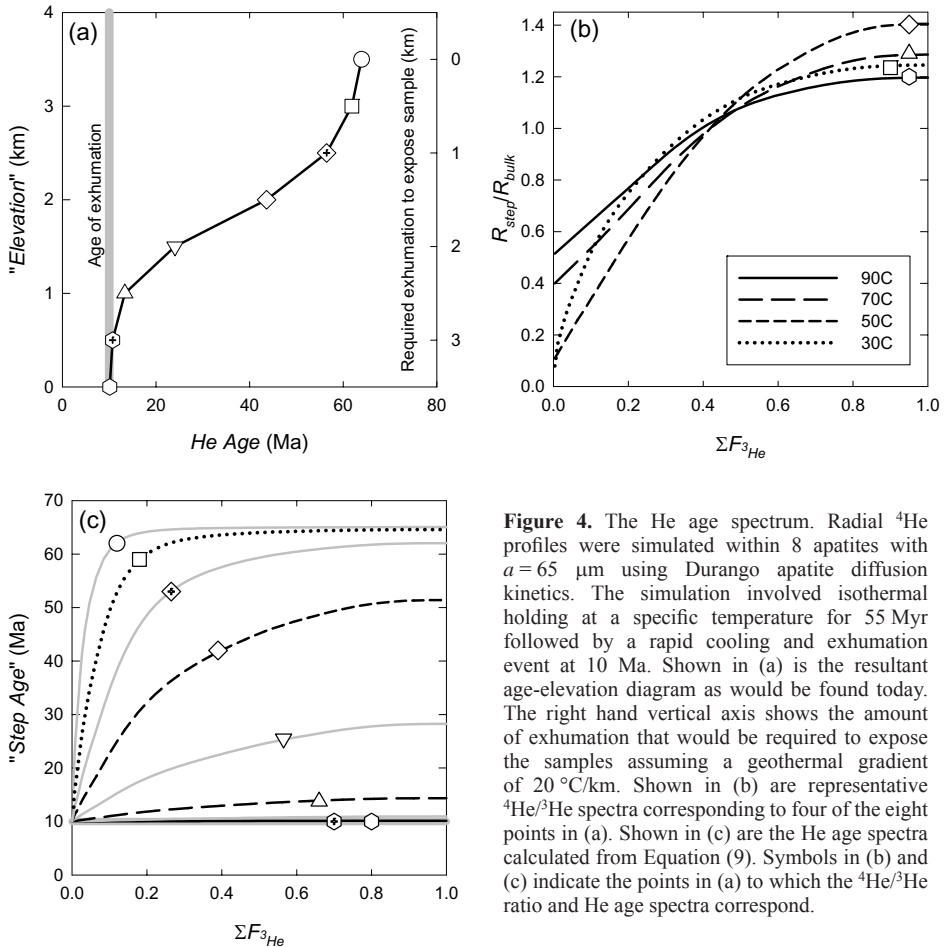 (a)
4
3
2
1
0
"Elevation" (km)
Age of exhumation
0
1
2
3
Required exhumation to expose sample (km)
0 20 40 60 80
He Age (Ma)
(b)
1.4
1.2
1.0
0.8
0.6
0.4
0.2
0.0
R_step/R_bulk
90C
70C
50C
30C
0.0 0.2 0.4 0.6 0.8 1.0
ΣF³He
(c)
70
60
50
40
30
20
10
0
"Step Age" (Ma)
0.0 0.2 0.4 0.6 0.8 1.0
ΣF³He
Figure 4. The He age spectrum. Radial ⁴He
profiles were simulated within 8 apatites with
a = 65 μm using Durango apatite diffusion
kinetics. The simulation involved isothermal
holding at a specific temperature for 55 Myr
followed by a rapid cooling and exhumation
event at 10 Ma. Shown in (a) is the resultant
age-elevation diagram as would be found today.
The right hand vertical axis shows the amount
of exhumation that would be required to expose
the samples assuming a geothermal gradient
of 20 °C/km. Shown in (b) are representative
⁴He/³He spectra corresponding to four of the eight
points in (a). Shown in (c) are the He age spectra
calculated from Equation (9). Symbols in (b) and
(c) indicate the points in (a) to which the ⁴He/³He
ratio and He age spectra correspond.